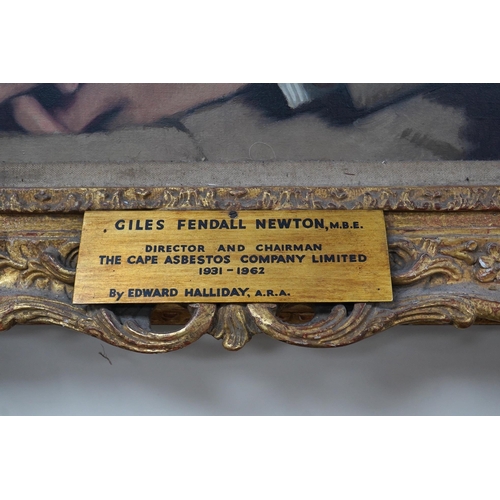 GILES FENDALL NEWTON, M.B.E.
DIRECTOR AND CHAIRMAN
THE CAPE ASBESTOS COMPANY LIMITED
1931 - 1962
By EDWARD HALLIDAY, A.R.A.